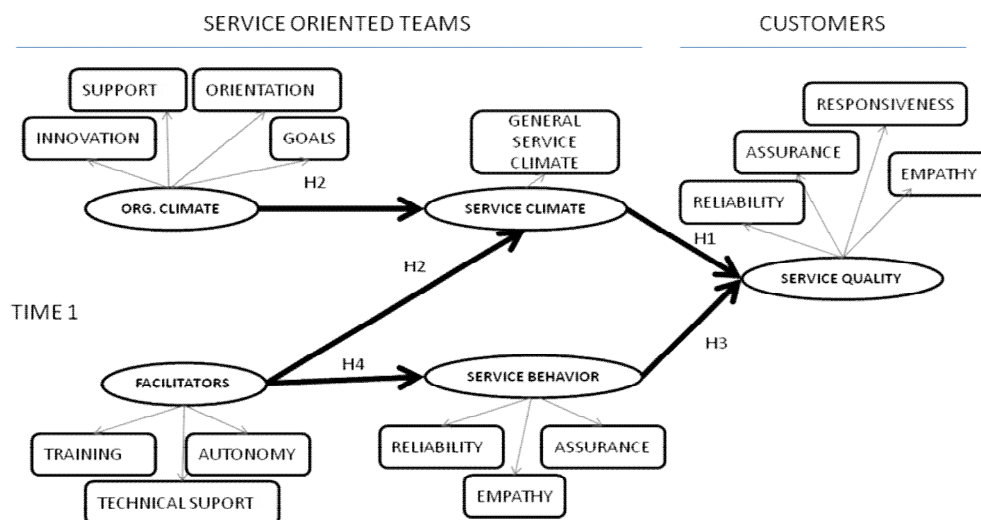 SERVICE ORIENTED TEAMS
CUSTOMERS
SUPPORT
ORIENTATION
INNOVATION
GOALS
GENERAL
SERVICE
CLIMATE
RESPONSIVENESS
ASSURANCE
EMPATHY
RELIABILITY
H2
ORG. CLIMATE
SERVICE CLIMATE
H1
H2
SERVICE QUALITY
TIME 1
H3
H4
FACILITATORS
SERVICE BEHAVIOR
TRAINING
AUTONOMY
TECHNICAL SUPORT
RELIABILITY
ASSURANCE
EMPATHY